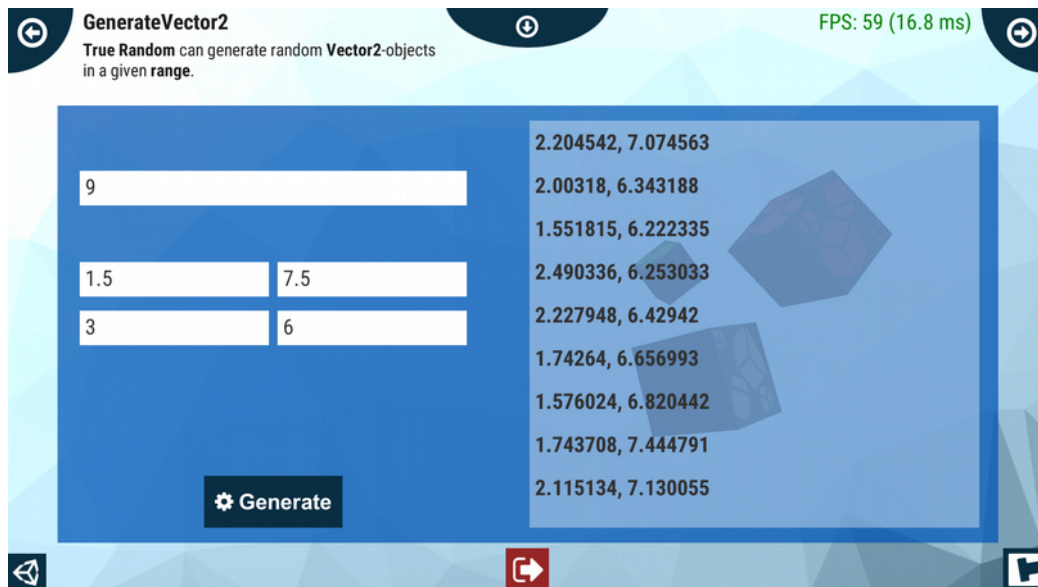 GenerateVector2
True Random can generate random Vector2-objects
in a given range.
FPS: 59 (16.8 ms)
9
1.5 7.5
3 6
Generate
2.204542, 7.074563
2.00318, 6.343188
1.551815, 6.222335
2.490336, 6.253033
2.227948, 6.42942
1.74264, 6.656993
1.576024, 6.820442
1.743708, 7.444791
2.115134, 7.130055